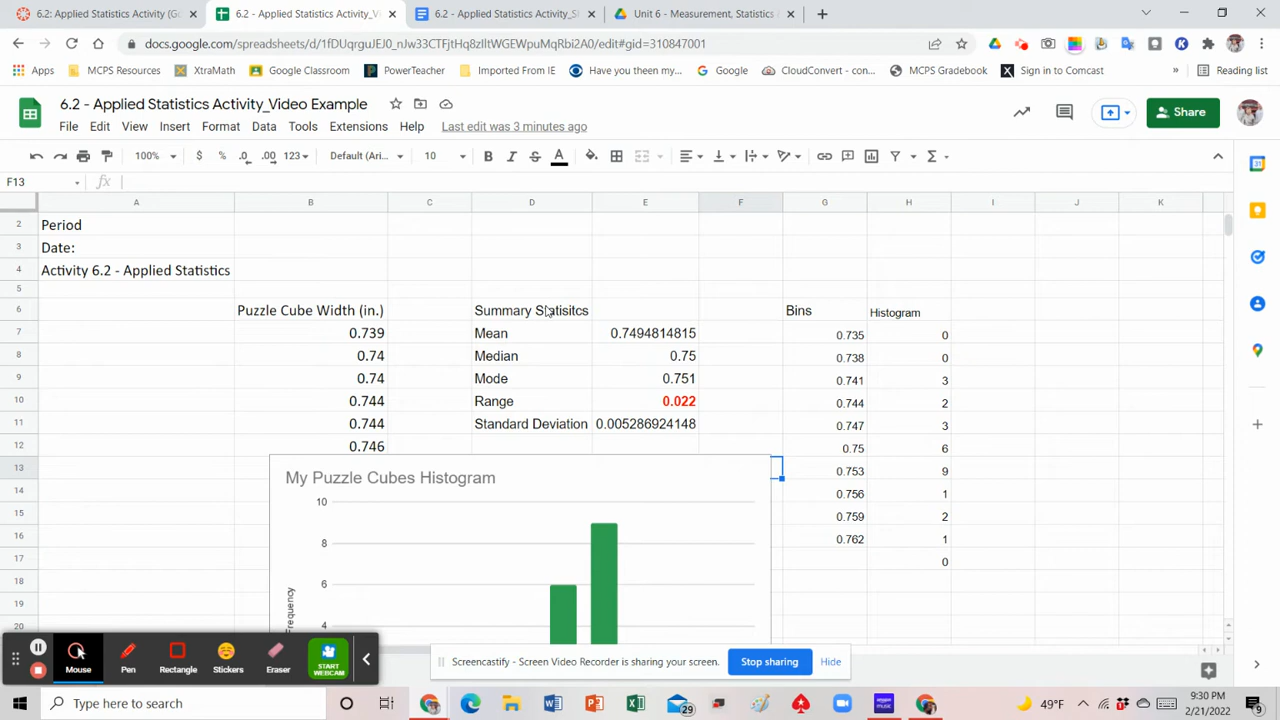 6.2: Applied Statistics Activity (Go
6.2 - Applied Statistics Activity_V
6.2 - Applied Statistics Activity_S
Unit 6 - Measurement, Statistics
docs.google.com/spreadsheets/d/1fDUqrgIEJ0_nJw3SCTFJtHq8zIltWGEWpXMqRbi2A0/edit#gid=310847001
Apps
MCPS Resources
XtraMath
Google Classroom
PowerTeacher
Imported From IE
Have you theen my...
Google
CloudConvert - con...
MCPS Gradebook
Sign in to Comcast
Reading list
6.2 - Applied Statistics Activity_Video Example
File Edit View Insert Format Data Tools Extensions Help Last edit was 3 minutes ago
Share
100% $ % .0 .00 123 Default (Ari... 10 B I S A
F13 fx
A B C D E F G H I J K
2 Period
3 Date:
4 Activity 6.2 - Applied Statistics
5
6 Puzzle Cube Width (in.) Summary Statisitcs Bins Histogram
7 0.739 Mean 0.7494814815 0.735 0
8 0.74 Median 0.75 0.738 0
9 0.74 Mode 0.751 0.741 3
10 0.744 Range 0.022 0.744 2
11 0.744 Standard Deviation 0.005286924148 0.747 3
12 0.746 0.75 6
13 0.753 9
14 0.756 1
15 0.759 2
16 0.762 1
17 0
18
19
20
My Puzzle Cubes Histogram
10
8
6
4
Frequency
Mouse
Pen
Rectangle
Stickers
Eraser
START
WEBCAM
Screencastify - Screen Video Recorder is sharing your screen.
Stop sharing
Hide
Type here to search
29
49°F
9:30 PM
2/21/2022
9